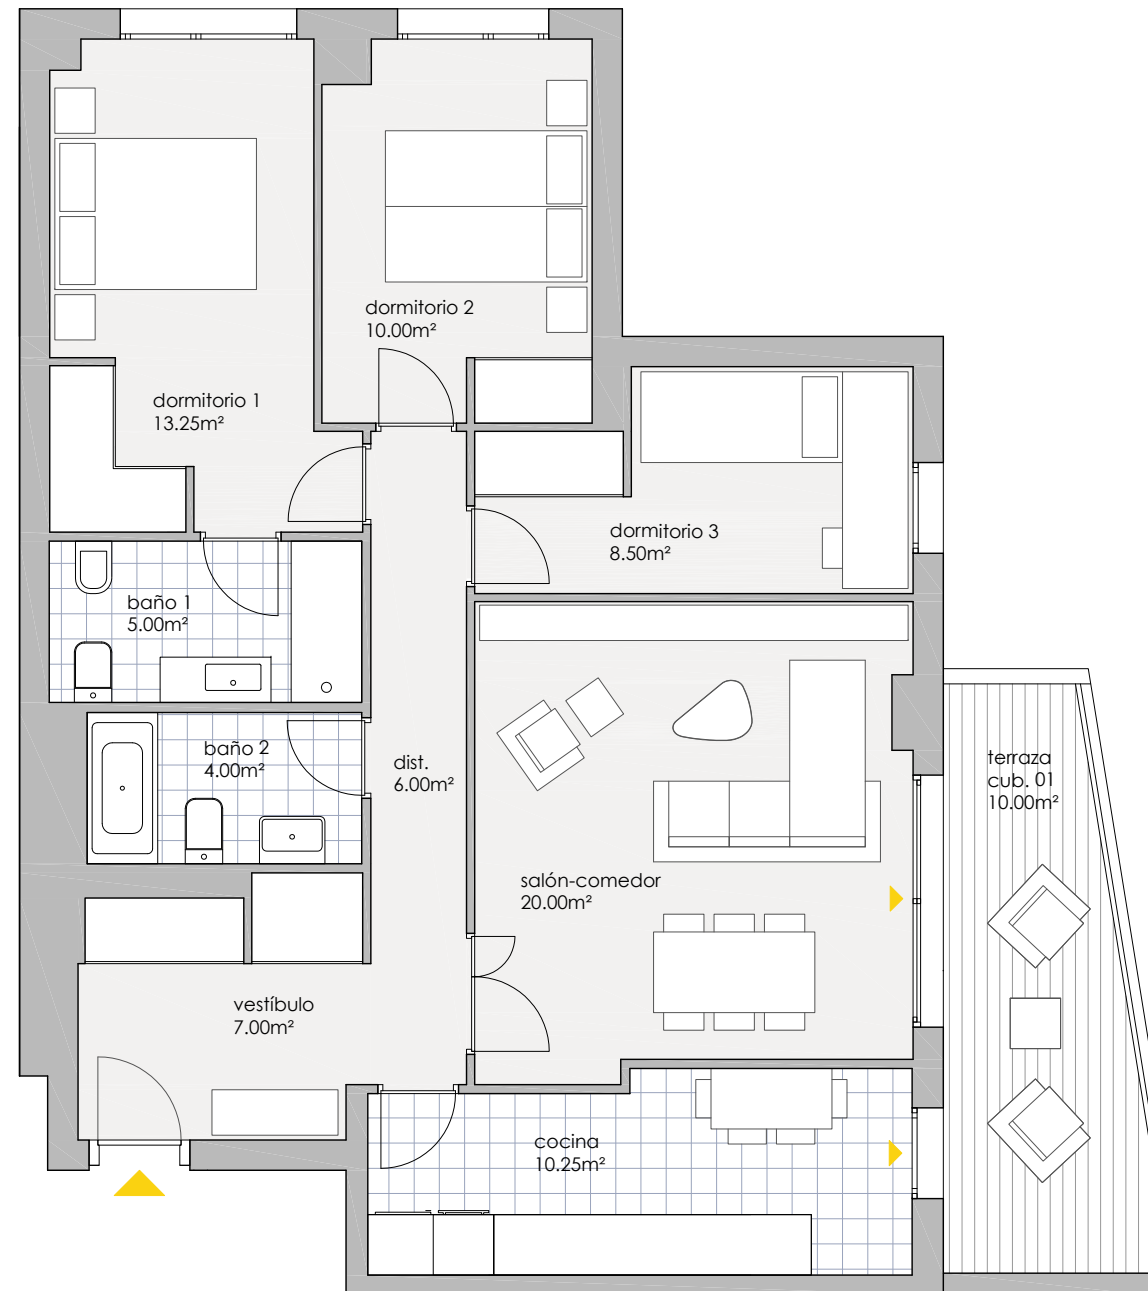 dormitorio 2
10.00m²
dormitorio 1
13.25m²
dormitorio 3
8.50m²
baño 1
5.00m²
baño 2
4.00m²
dist.
6.00m²
terraza
cub. 01
10.00m²
salón-comedor
20.00m²
vestíbulo
7.00m²
cocina
10.25m²